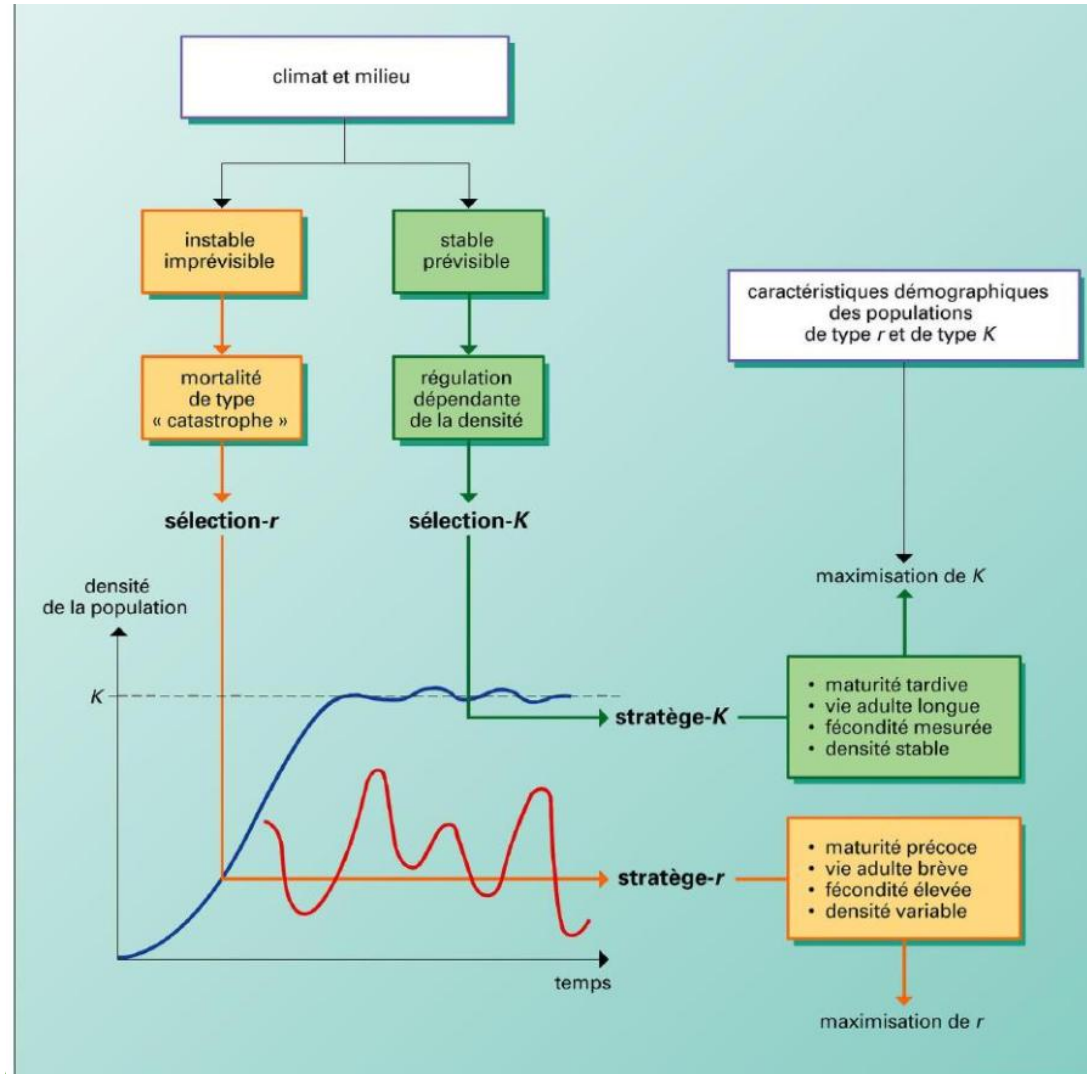 climat et milieu
instable
imprévisible
stable
prévisible
caractéristiques démographiques
des populations
de type r et de type K
mortalité
de type
« catastrophe »
régulation
dépendante
de la densité
sélection-r
sélection-K
maximisation de K
densité
de la population
K
stratège-K
• maturité tardive
• vie adulte longue
• fécondité mesurée
• densité stable
stratège-r
• maturité précoce
• vie adulte brève
• fécondité élevée
• densité variable
temps
maximisation de r